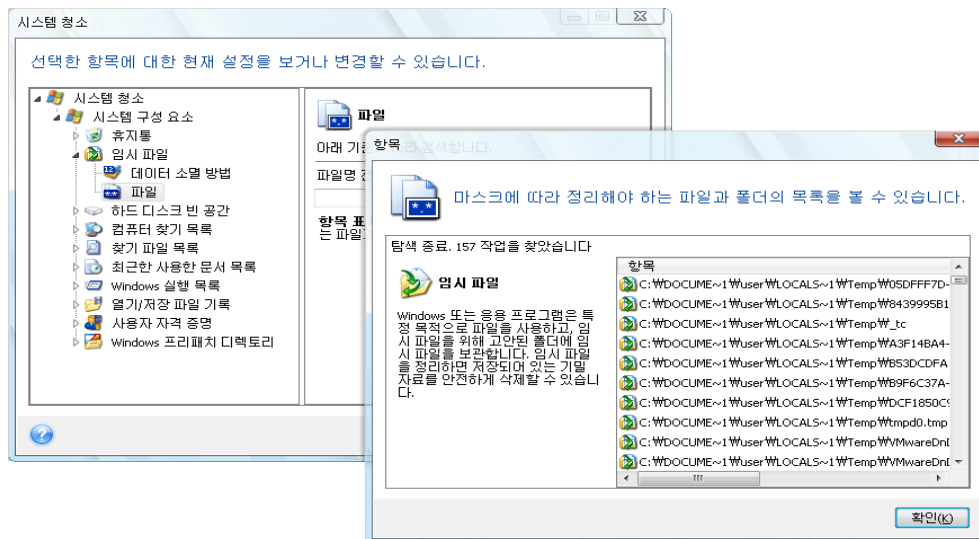 시스템 청소
선택한 항목에 대한 현재 설정을 보거나 변경할 수 있습니다.
시스템 청소
시스템 구성 요소
휴지통
임시 파일
데이터 소멸 방법
파일
하드 디스크 빈 공간
컴퓨터 찾기 목록
찾기 파일 목록
최근한 사용한 문서 목록
Windows 실행 목록
열기/저장 파일 기록
사용자 자격 증명
Windows 프리패치 디렉토리
파일
아래 기준에 따라 검색합니다.
파일명
항목
는 파일
항목
마스크에 따라 정리해야 하는 파일과 폴더의 목록을 볼 수 있습니다.
탐색 종료. 157 작업을 찾았습니다
임시 파일
Windows 또는 응용 프로그램은 특
정 목적으로 파일을 사용하고, 임
시 파일을 위해 고안된 폴더에 임
시 파일을 보관합니다. 임시 파일
을 정리하면 저장되어 있는 기밀
자료를 안전하게 삭제할 수 있습니
다.
항목
C:₩DOCUME~1₩user₩LOCALS~1₩Temp₩05DFFF7D-
C:₩DOCUME~1₩user₩LOCALS~1₩Temp₩8439995B1
C:₩DOCUME~1₩user₩LOCALS~1₩Temp₩_tc
C:₩DOCUME~1₩user₩LOCALS~1₩Temp₩A3F14BA4-
C:₩DOCUME~1₩user₩LOCALS~1₩Temp₩B53DCDFA
C:₩DOCUME~1₩user₩LOCALS~1₩Temp₩B9F6C37A-
C:₩DOCUME~1₩user₩LOCALS~1₩Temp₩DCF1850C9
C:₩DOCUME~1₩user₩LOCALS~1₩Temp₩tmpd0.tmp
C:₩DOCUME~1₩user₩LOCALS~1₩Temp₩VMwareDnD
C:₩DOCUME~1₩user₩LOCALS~1₩Temp₩VMwareDnD
확인(K)